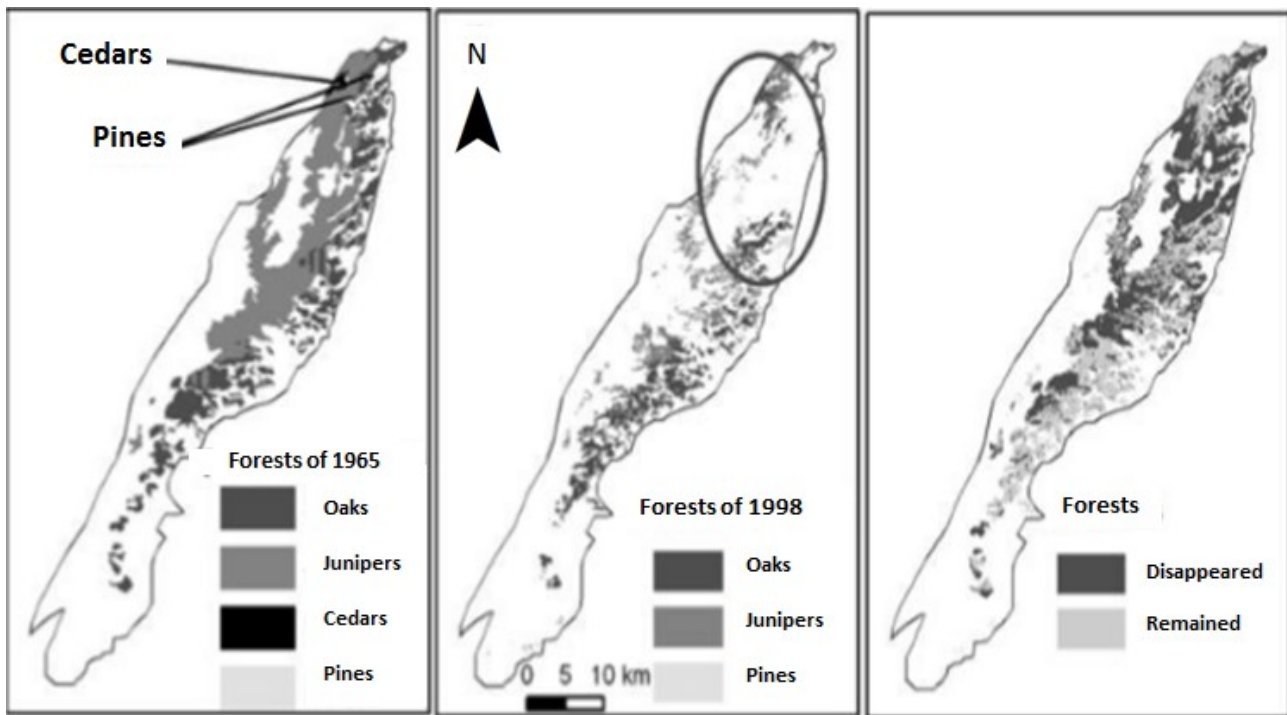 Cedars
Pines
Forests of 1965
Oaks
Junipers
Cedars
Pines
N
Forests of 1998
Oaks
Junipers
Pines
0 5 10 km
Forests
Disappeared
Remained